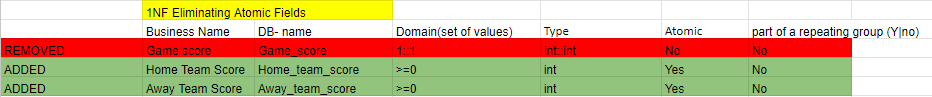 1NF Eliminating Atomic Fields
Business Name DB- name Domain(set of values) Type Atomic part of a repeating group (Y|no)
REMOVED Game score Game_score 1::1 int::int No No
ADDED Home Team Score Home_team_score >=0 int Yes No
ADDED Away Team Score Away_team_score >=0 int Yes No